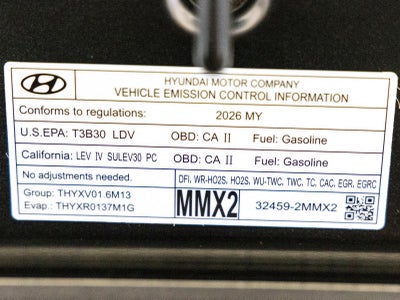 HYUNDAI MOTOR COMPANY
VEHICLE EMISSION CONTROL INFORMATION
Conforms to regulations: 2026 MY
U.S.EPA: T3B30 LDV OBD: CA II Fuel: Gasoline
California: LEV IV SULEV30 PC OBD: CA II Fuel: Gasoline
No adjustments needed. DFI, WR-HO2S, HO2S, WU-TWC, TWC, TC, CAC, EGR, EGRC
Group: THYXV01.6M13
Evap.: THYXR0137M1G
MMX2
32459-2MMX2